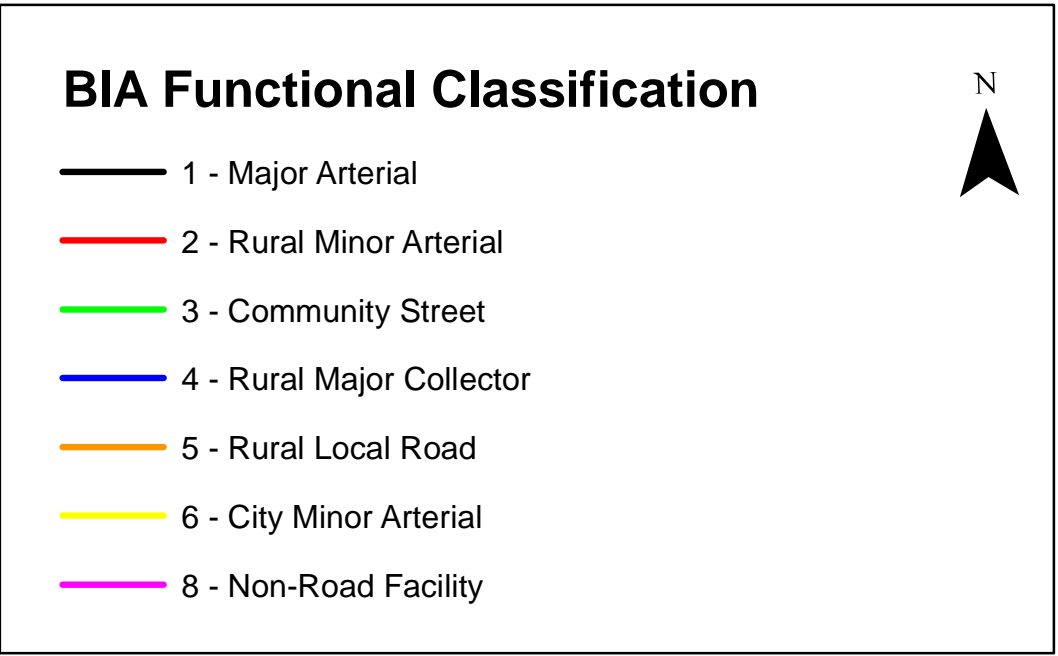 BIA Functional Classification
N
1 - Major Arterial
2 - Rural Minor Arterial
3 - Community Street
4 - Rural Major Collector
5 - Rural Local Road
6 - City Minor Arterial
8 - Non-Road Facility